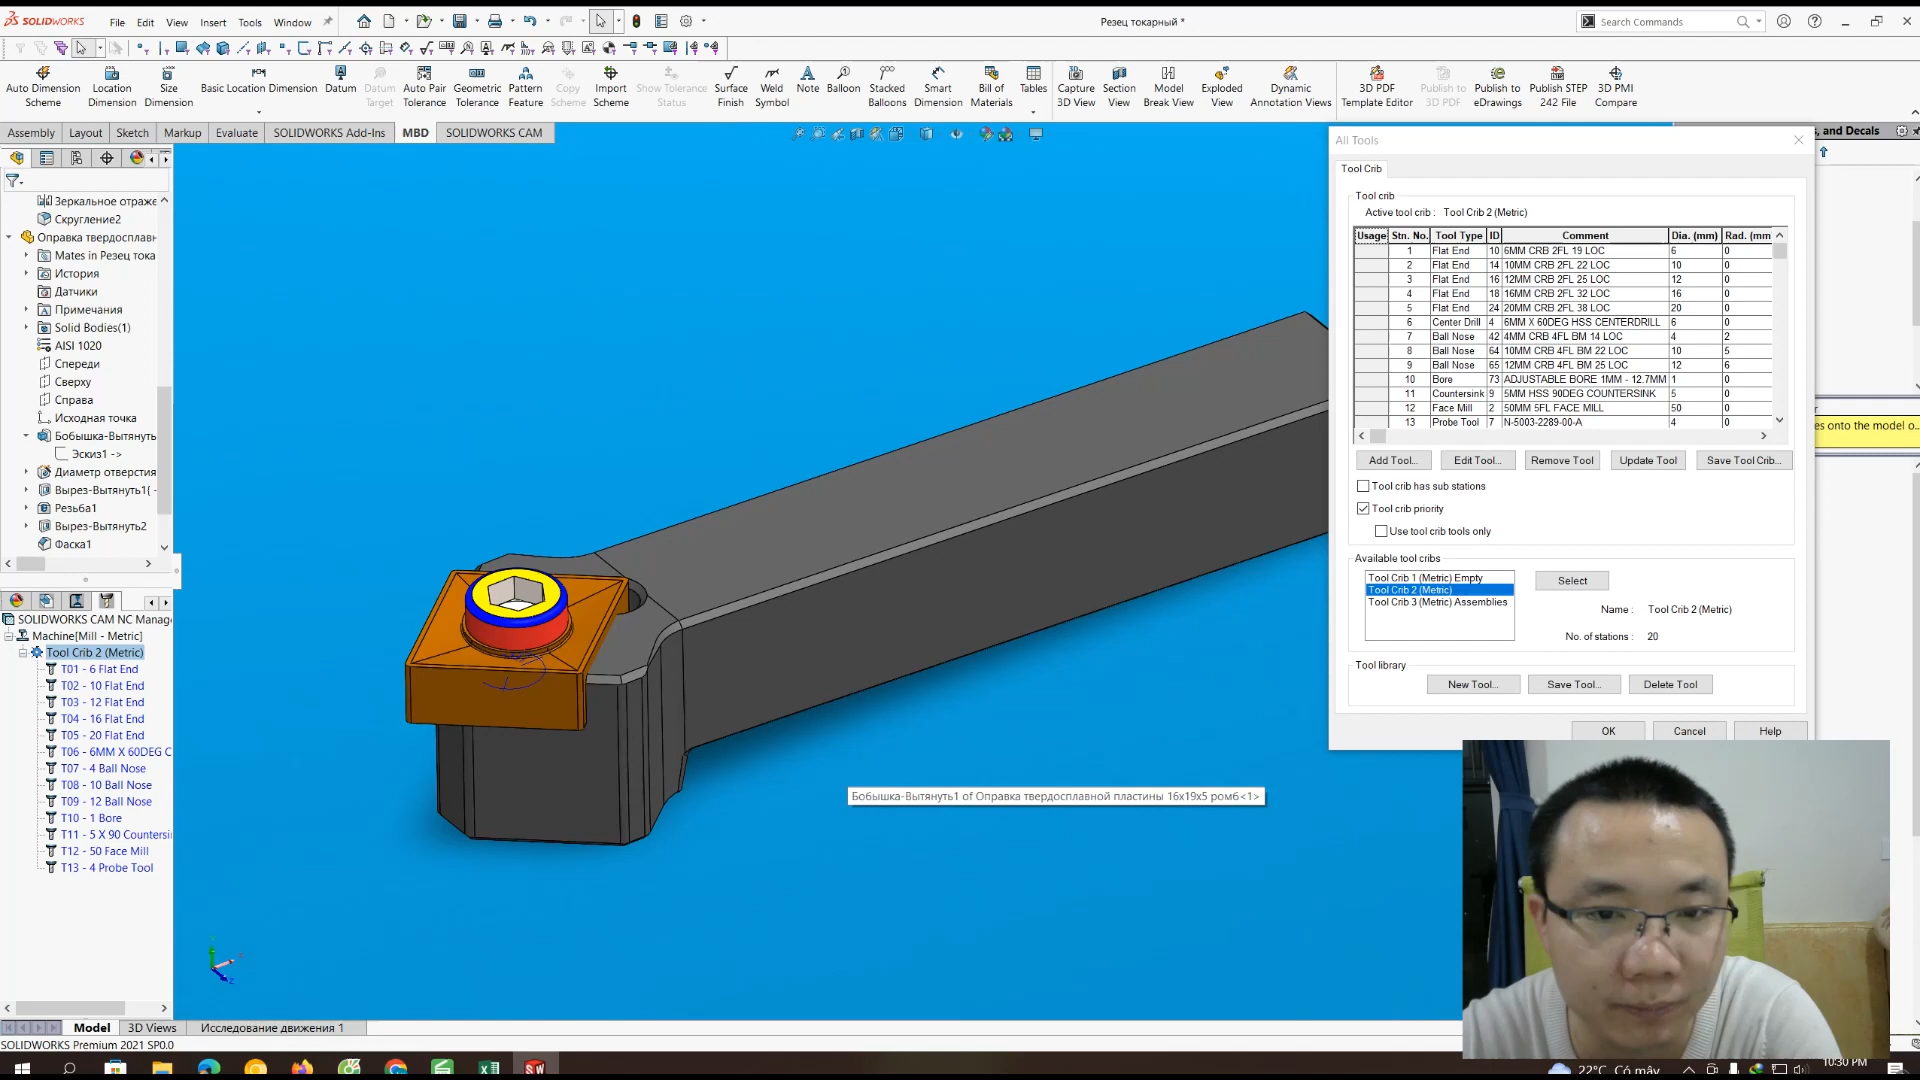 SOLIDWORKS File Edit View Insert Tools Window Резец токарный * Search Commands
Auto Dimension Scheme Location Dimension Size Dimension Basic Location Dimension Datum Datum Target Auto Pair Tolerance Geometric Tolerance Pattern Feature Copy Scheme Import Scheme Show Tolerance Status Surface Finish Weld Symbol Note Balloon Stacked Balloons Smart Dimension Bill of Materials Tables Capture 3D View Section View Model Break View Exploded View Dynamic Annotation Views 3D PDF Template Editor Publish to 3D PDF Publish to eDrawings Publish STEP 242 File 3D PMI Compare
Assembly Layout Sketch Markup Evaluate SOLIDWORKS Add-Ins MBD SOLIDWORKS CAM
, and Decals
Зеркальное отраже
Скругление2
Оправка твердосплавн
Mates in Резец тока
История
Датчики
Примечания
Solid Bodies(1)
AISI 1020
Спереди
Сверху
Справа
Исходная точка
Бобышка-Вытянуть
Эскиз1 ->
Диаметр отверстия
Вырез-Вытянуть1{ -
Резьба1
Вырез-Вытянуть2
Фаска1
SOLIDWORKS CAM NC Manag
Machine[Mill - Metric]
Tool Crib 2 (Metric)
T01 - 6 Flat End
T02 - 10 Flat End
T03 - 12 Flat End
T04 - 16 Flat End
T05 - 20 Flat End
T06 - 6MM X 60DEG C
T07 - 4 Ball Nose
T08 - 10 Ball Nose
T09 - 12 Ball Nose
T10 - 1 Bore
T11 - 5 X 90 Countersi
T12 - 50 Face Mill
T13 - 4 Probe Tool
Бобышка-Вытянуть1 of Оправка твердосплавной пластины 16х19х5 ромб<1>
All Tools
Tool Crib
Tool crib
Active tool crib : Tool Crib 2 (Metric)
Usage Stn. No. Tool Type ID Comment Dia. (mm) Rad. (mm
1 Flat End 10 6MM CRB 2FL 19 LOC 6 0
2 Flat End 14 10MM CRB 2FL 22 LOC 10 0
3 Flat End 16 12MM CRB 2FL 25 LOC 12 0
4 Flat End 18 16MM CRB 2FL 32 LOC 16 0
5 Flat End 24 20MM CRB 2FL 38 LOC 20 0
6 Center Drill 4 6MM X 60DEG HSS CENTERDRILL 6 0
7 Ball Nose 42 4MM CRB 4FL BM 14 LOC 4 2
8 Ball Nose 64 10MM CRB 4FL BM 22 LOC 10 5
9 Ball Nose 65 12MM CRB 4FL BM 25 LOC 12 6
10 Bore 73 ADJUSTABLE BORE 1MM - 12.7MM 1 0
11 Countersink 9 5MM HSS 90DEG COUNTERSINK 5 0
12 Face Mill 2 50MM 5FL FACE MILL 50 0
13 Probe Tool 7 N-5003-2289-00-A 4 0
Add Tool... Edit Tool... Remove Tool Update Tool Save Tool Crib...
Tool crib has sub stations
Tool crib priority
Use tool crib tools only
Available tool cribs
Tool Crib 1 (Metric) Empty
Tool Crib 2 (Metric)
Tool Crib 3 (Metric) Assemblies
Select
Name : Tool Crib 2 (Metric)
No. of stations : 20
Tool library
New Tool... Save Tool... Delete Tool
OK Cancel Help
es onto the model o..
Model 3D Views Исследование движения 1
SOLIDWORKS Premium 2021 SP0.0
22°C Có mây 10:30 PM